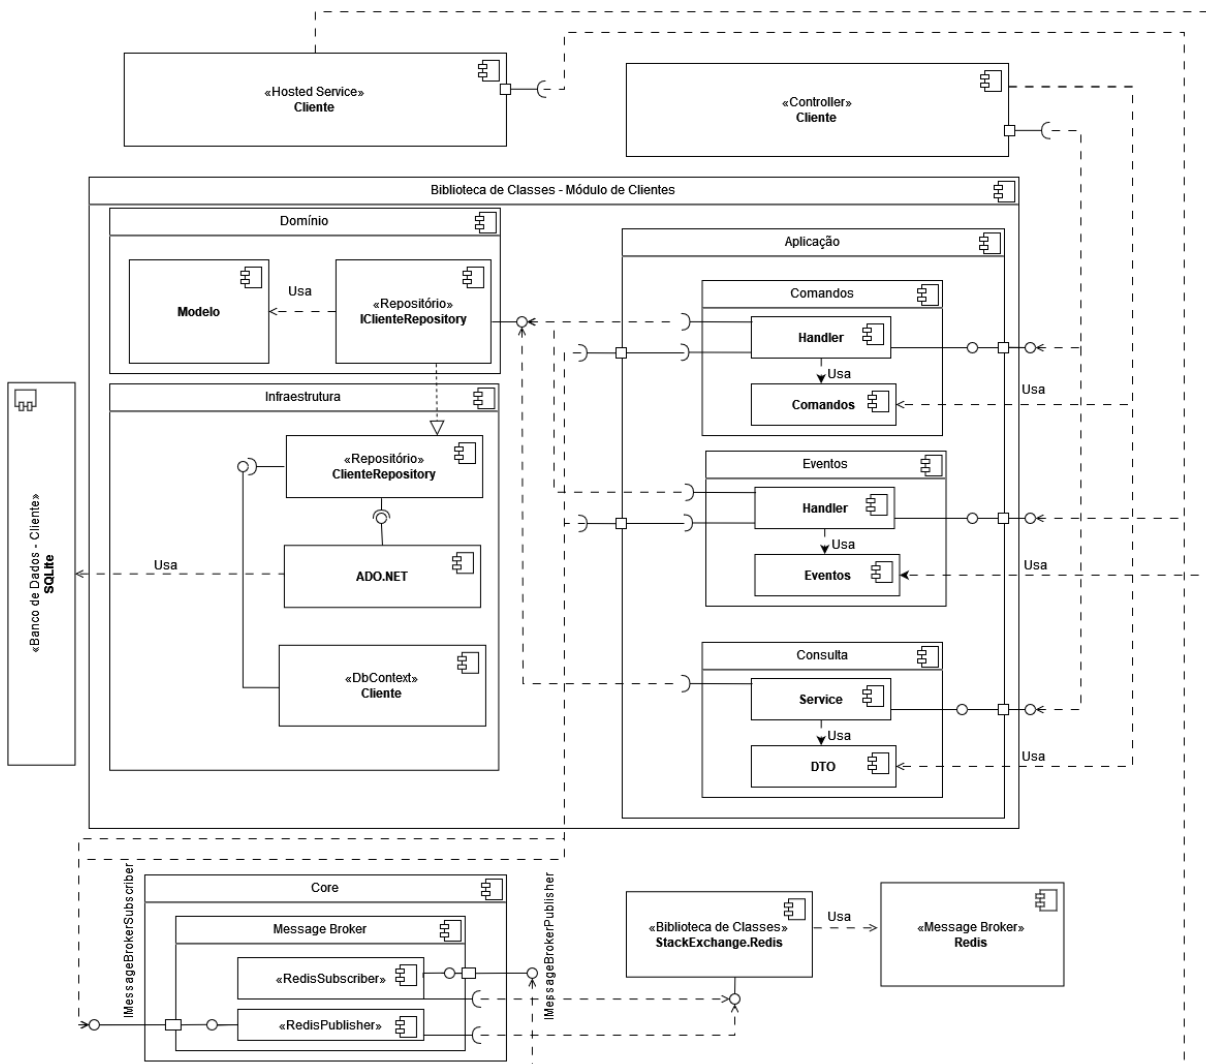 «Hosted Service»
Cliente
«Controller»
Cliente
Biblioteca de Classes - Módulo de Clientes
Domínio
Modelo
Usa
«Repositório»
IClienteRepository
Infraestrutura
«Repositório»
ClienteRepository
ADO.NET
Usa
«DbContext»
Cliente
«Banco de Dados - Cliente»
SQLite
Aplicação
Comandos
Handler
Usa
Comandos
Usa
Eventos
Handler
Usa
Eventos
Usa
Consulta
Service
Usa
DTO
Usa
IMessageBrokerSubscriber
Core
Message Broker
«RedisSubscriber»
«RedisPublisher»
IMessageBrokerPublisher
«Biblioteca de Classes»
StackExchange.Redis
Usa
«Message Broker»
Redis